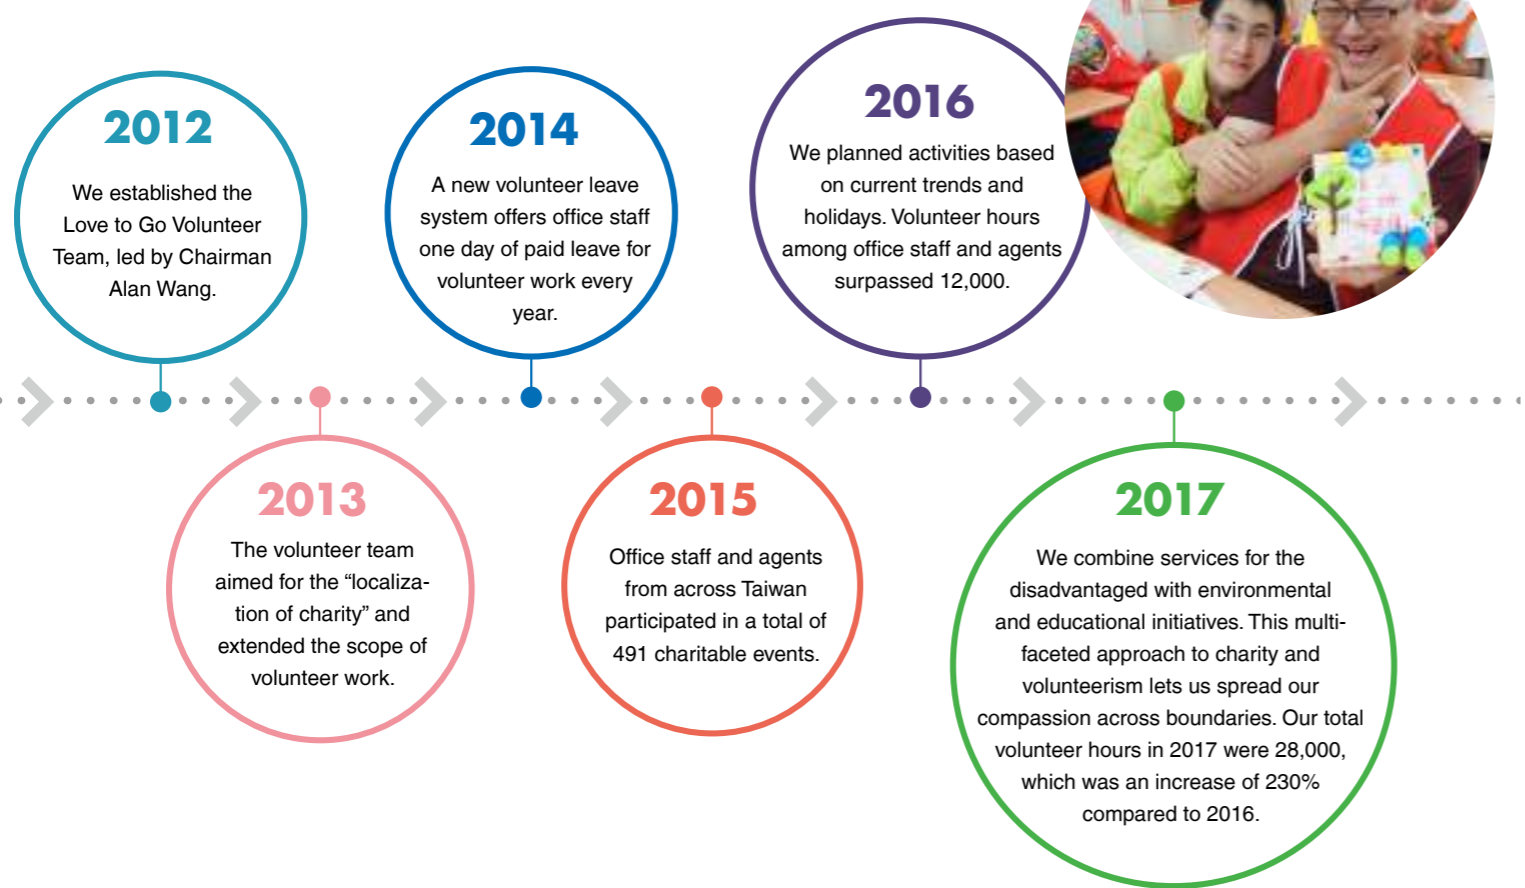 2012
We established the
Love to Go Volunteer
Team, led by Chairman
Alan Wang.
2013
The volunteer team
aimed for the “localiza-
tion of charity” and
extended the scope of
volunteer work.
2014
A new volunteer leave
system offers office staff
one day of paid leave for
volunteer work every
year.
2015
Office staff and agents
from across Taiwan
participated in a total of
491 charitable events.
2016
We planned activities based
on current trends and
holidays. Volunteer hours
among office staff and agents
surpassed 12,000.
2017
We combine services for the
disadvantaged with environmental
and educational initiatives. This multi-
faceted approach to charity and
volunteerism lets us spread our
compassion across boundaries. Our total
volunteer hours in 2017 were 28,000,
which was an increase of 230%
compared to 2016.